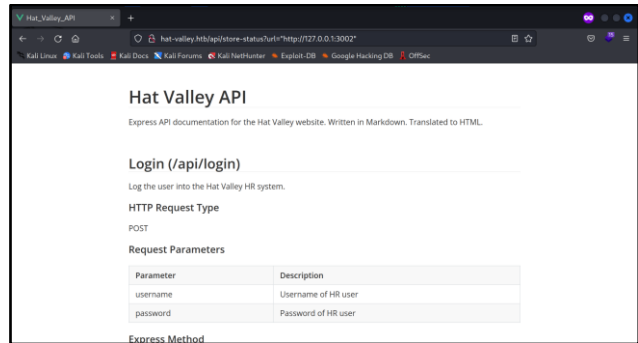 Hat_Valley_API
hat-valley.htb/api/store-status?url="http://127.0.0.1:3002"
Kali Linux Kali Tools Kali Docs Kali Forums Kali NetHunter Exploit-DB Google Hacking DB OffSec
Hat Valley API
Express API documentation for the Hat Valley website. Written in Markdown. Translated to HTML.
Login (/api/login)
Log the user into the Hat Valley HR system.
HTTP Request Type
POST
Request Parameters
Parameter Description
username Username of HR user
password Password of HR user
Express Method